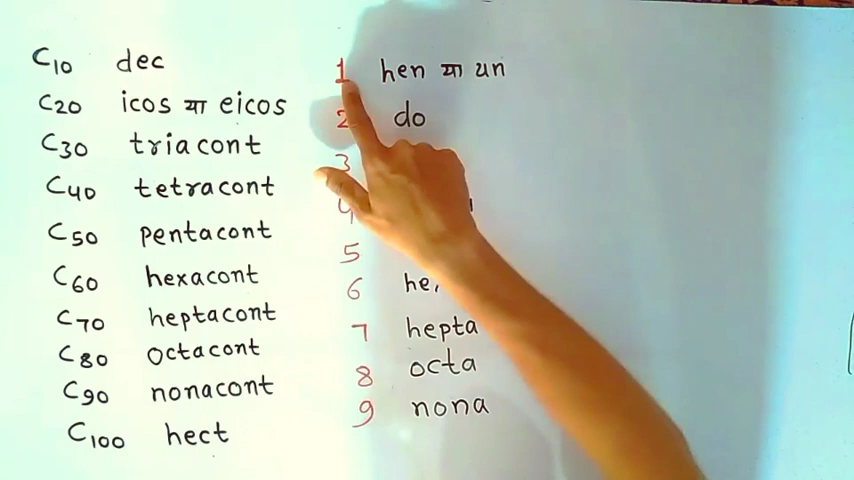 C10 dec
C20 icos या eicos
C30 triacont
C40 tetracont
C50 pentacont
C60 hexacont
C70 heptacont
C80 octacont
C90 nonacont
C100 hect
1 hen या un
2 do
3
4
5
6
7 hepta
8 octa
9 nona